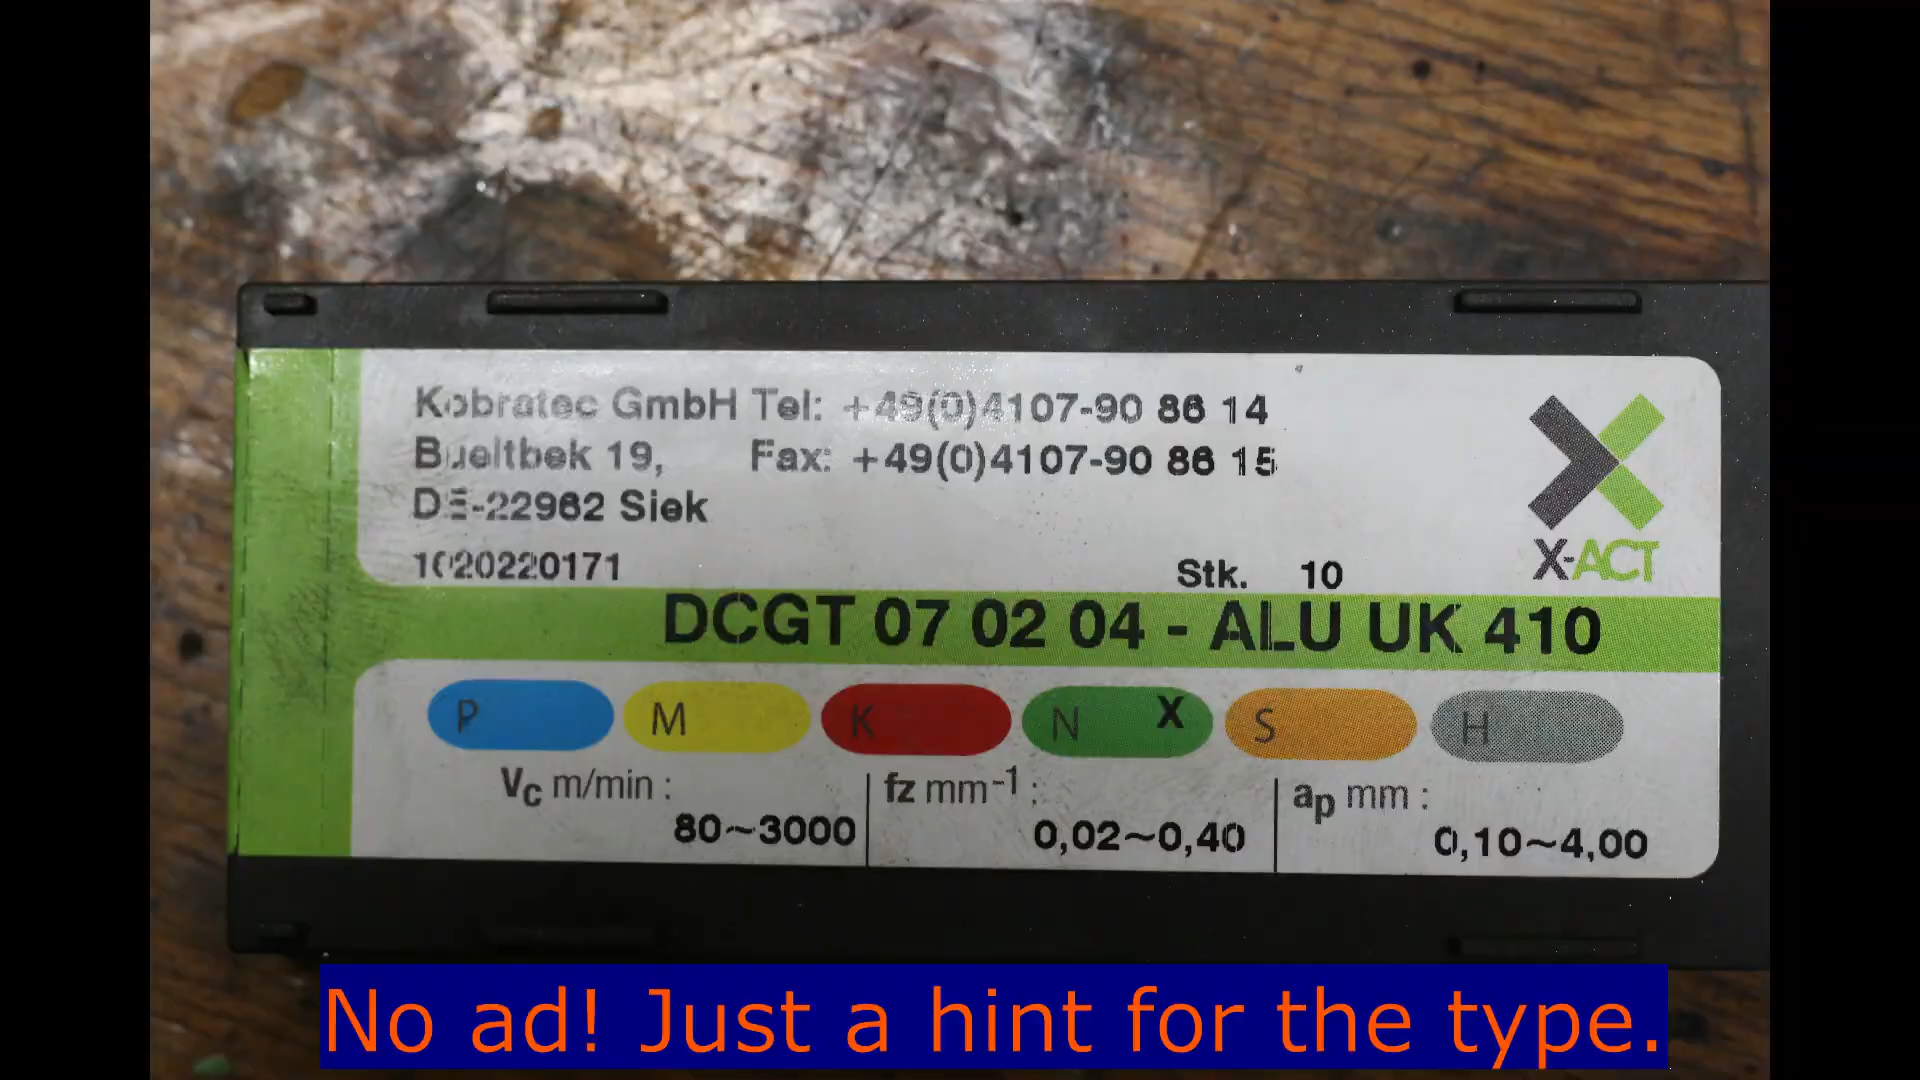 Kobratec GmbH Tel: +49(0)4107-90 86 14
Bueltbek 19, Fax: +49(0)4107-90 86 15
DE-22962 Siek
1020220171
Stk. 10
X-ACT
DCGT 07 02 04 - ALU UK 410
P M K N X S H
Vc m/min : fz mm-1 : ap mm :
80~3000 0,02~0,40 0,10~4,00
No ad! Just a hint for the type.